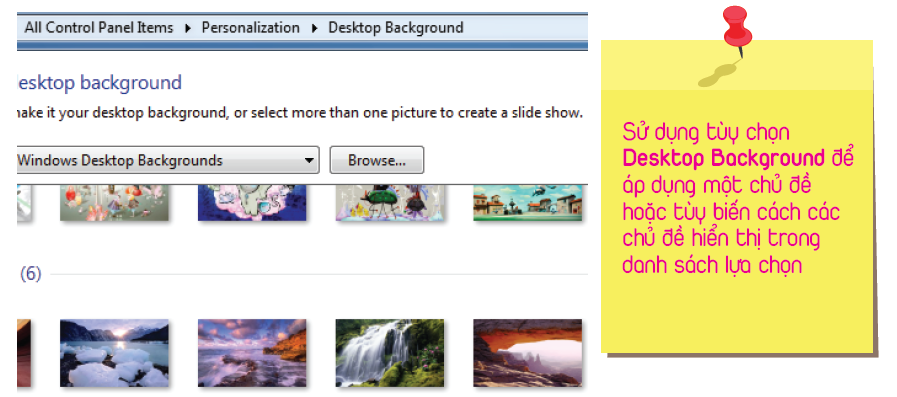 All Control Panel Items ▸ Personalization ▸ Desktop Background
esktop background
make it your desktop background, or select more than one picture to create a slide show.
Windows Desktop Backgrounds
Browse...
(6)
Sử dụng tùy chọn
Desktop Background để
áp dụng một chủ đề
hoặc tùy biến cách các
chủ đề hiển thị trong
danh sách lựa chọn